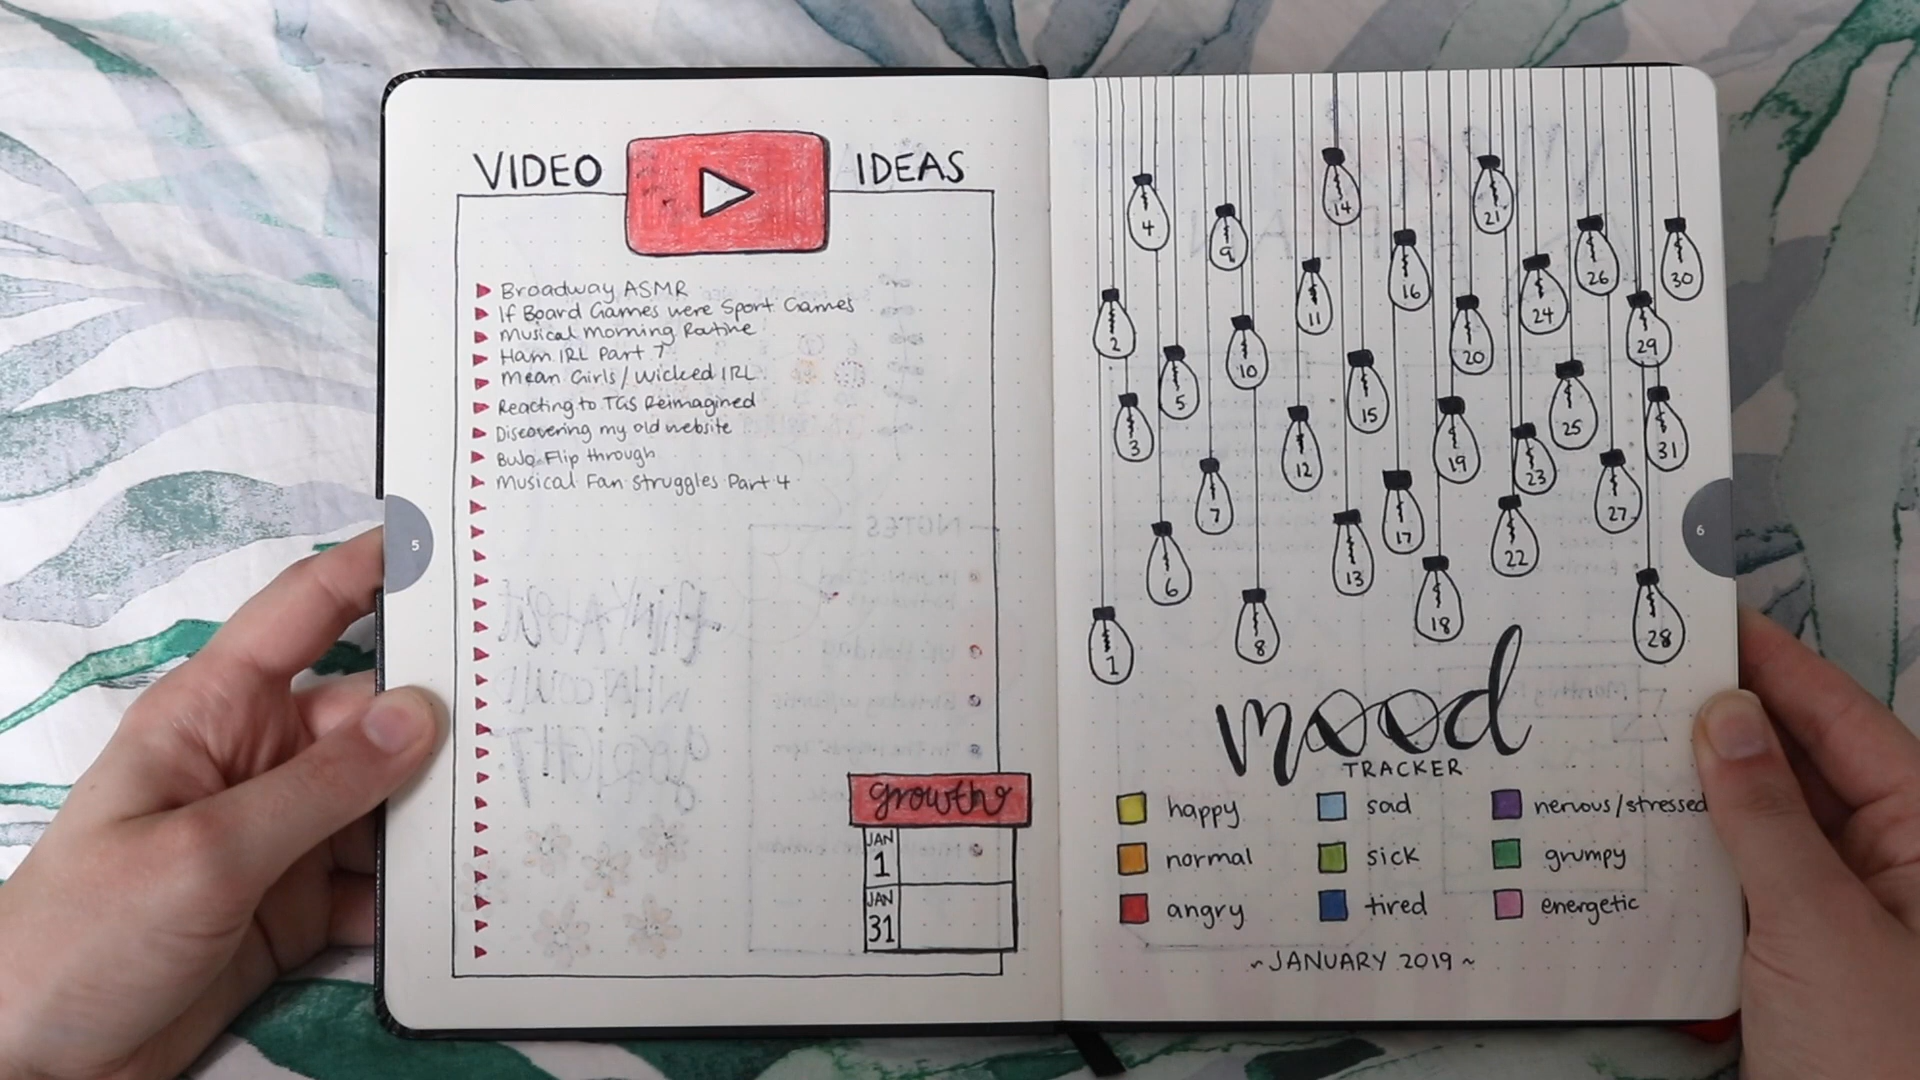 VIDEO IDEAS
Broadway ASMR
If Board Games were Sport Games
Musical Morning Routine
Ham IRL Part 7
Mean Girls/Wicked IRL
Reacting to TGS Reimagined
Discovering my old website
BuJo Flip through
Musical Fan Struggles Part 4
growth
JAN
1
JAN
31
5
4
14
21
9
26
30
16
11
24
2
29
20
10
5
15
25
3
31
19
12
23
7
27
17
22
6
13
18
8
28
1
6
mood
TRACKER
happy sad nervous/stressed
normal sick grumpy
angry tired energetic
~JANUARY 2019~